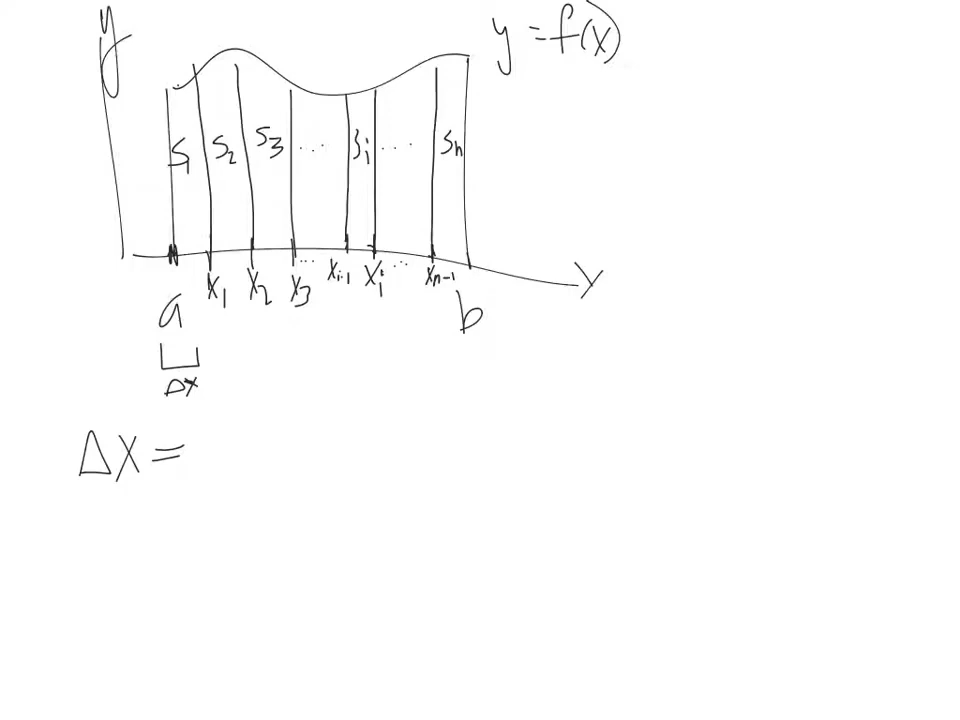 y
y = f(x)
S1 S2 S3 .... Si .... Sn
x1 x2 x3 ... xi-1 xi ... xn-1
x
a b
Δx
Δx =